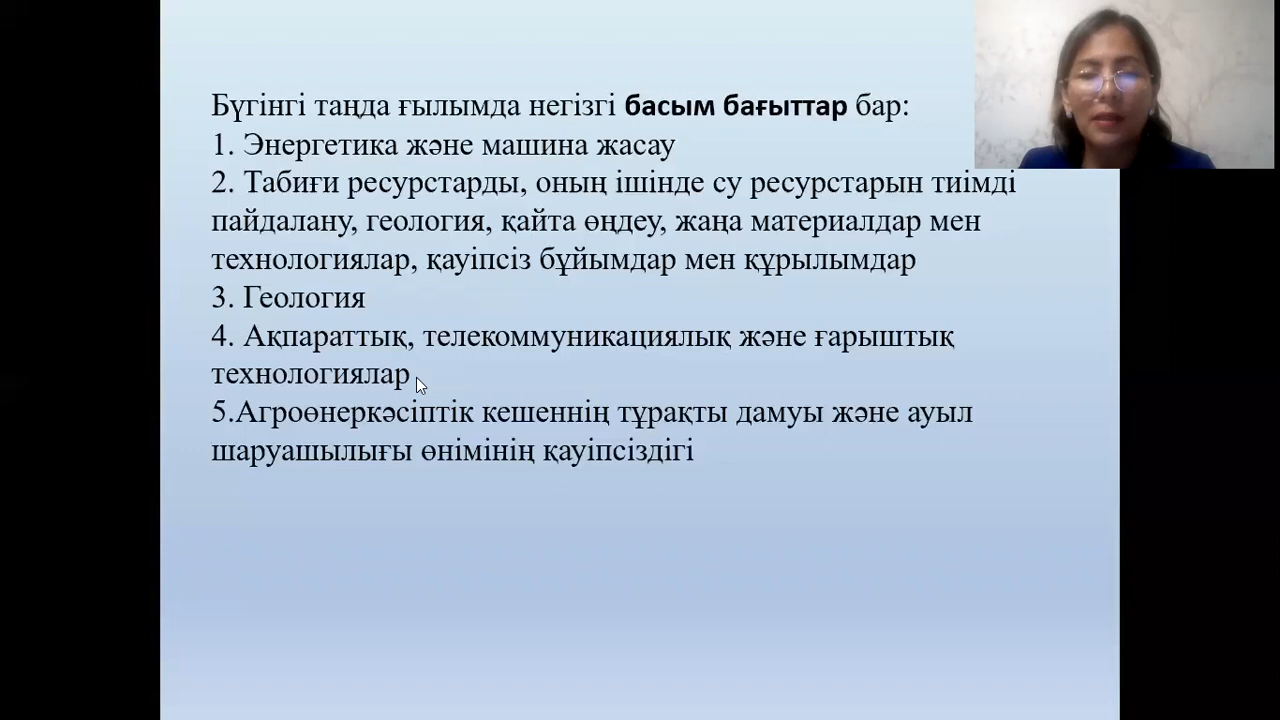 Бүгінгі таңда ғылымда негізгі басым бағыттар бар:
1. Энергетика және машина жасау
2. Табиғи ресурстарды, оның ішінде су ресурстарын тиімді
пайдалану, геология, қайта өңдеу, жаңа материалдар мен
технологиялар, қауіпсіз бұйымдар мен құрылымдар
3. Геология
4. Ақпараттық, телекоммуникациялық және ғарыштық
технологиялар
5.Агроөнеркәсіптік кешеннің тұрақты дамуы және ауыл
шаруашылығы өнімінің қауіпсіздігі